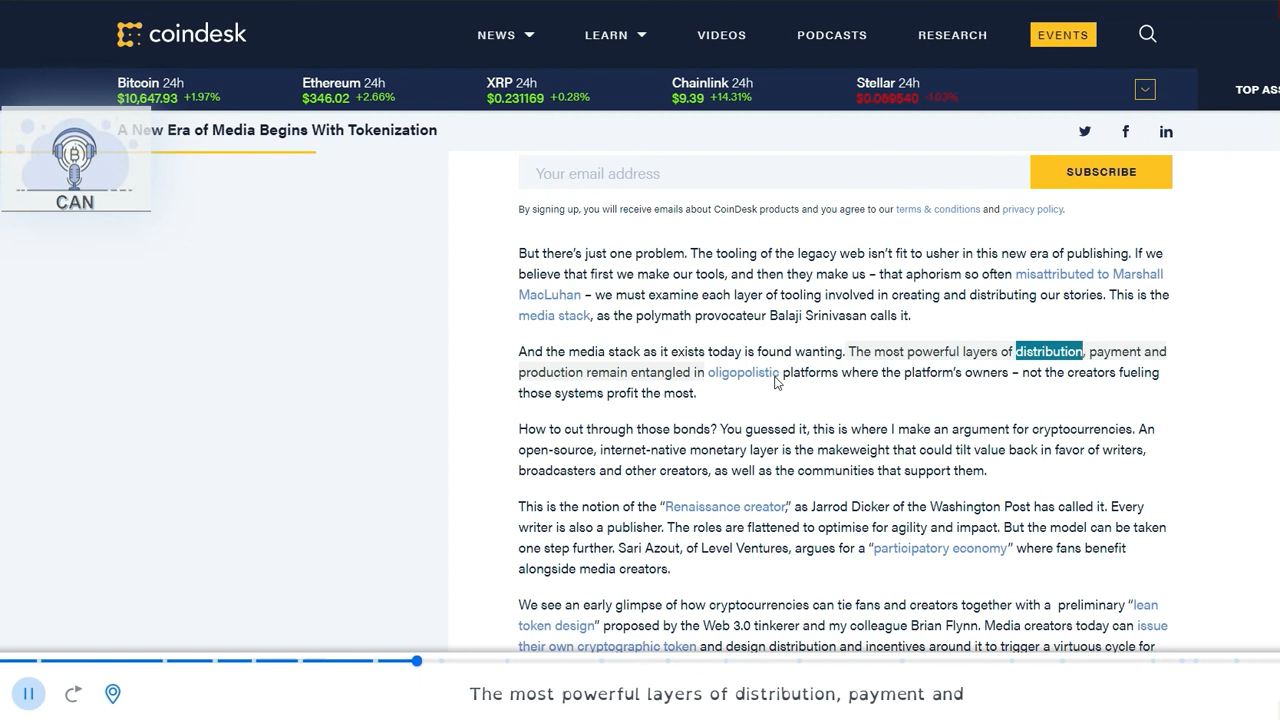 coindesk
NEWS LEARN VIDEOS PODCASTS RESEARCH EVENTS
Bitcoin 24h Ethereum 24h XRP 24h Chainlink 24h Stellar 24h
$10,647.93 +1.97% $346.02 +2.66% $0.231169 +0.28% $9.39 +14.31%
TOP ASS
A New Era of Media Begins With Tokenization
CAN
Your email address SUBSCRIBE
By signing up, you will receive emails about CoinDesk products and you agree to our terms & conditions and privacy policy.
But there’s just one problem. The tooling of the legacy web isn’t fit to usher in this new era of publishing. If we
believe that first we make our tools, and then they make us – that aphorism so often misattributed to Marshall
MacLuhan – we must examine each layer of tooling involved in creating and distributing our stories. This is the
media stack, as the polymath provocateur Balaji Srinivasan calls it.
And the media stack as it exists today is found wanting. The most powerful layers of distribution, payment and
production remain entangled in oligopolistic platforms where the platform’s owners – not the creators fueling
those systems profit the most.
How to cut through those bonds? You guessed it, this is where I make an argument for cryptocurrencies. An
open-source, internet-native monetary layer is the makeweight that could tilt value back in favor of writers,
broadcasters and other creators, as well as the communities that support them.
This is the notion of the “Renaissance creator,” as Jarrod Dicker of the Washington Post has called it. Every
writer is also a publisher. The roles are flattened to optimise for agility and impact. But the model can be taken
one step further. Sari Azout, of Level Ventures, argues for a “participatory economy” where fans benefit
alongside media creators.
We see an early glimpse of how cryptocurrencies can tie fans and creators together with a preliminary “lean
token design” proposed by the Web 3.0 tinkerer and my colleague Brian Flynn. Media creators today can issue
their own cryptographic token and design distribution and incentives around it to trigger a virtuous cycle for
The most powerful layers of distribution, payment and